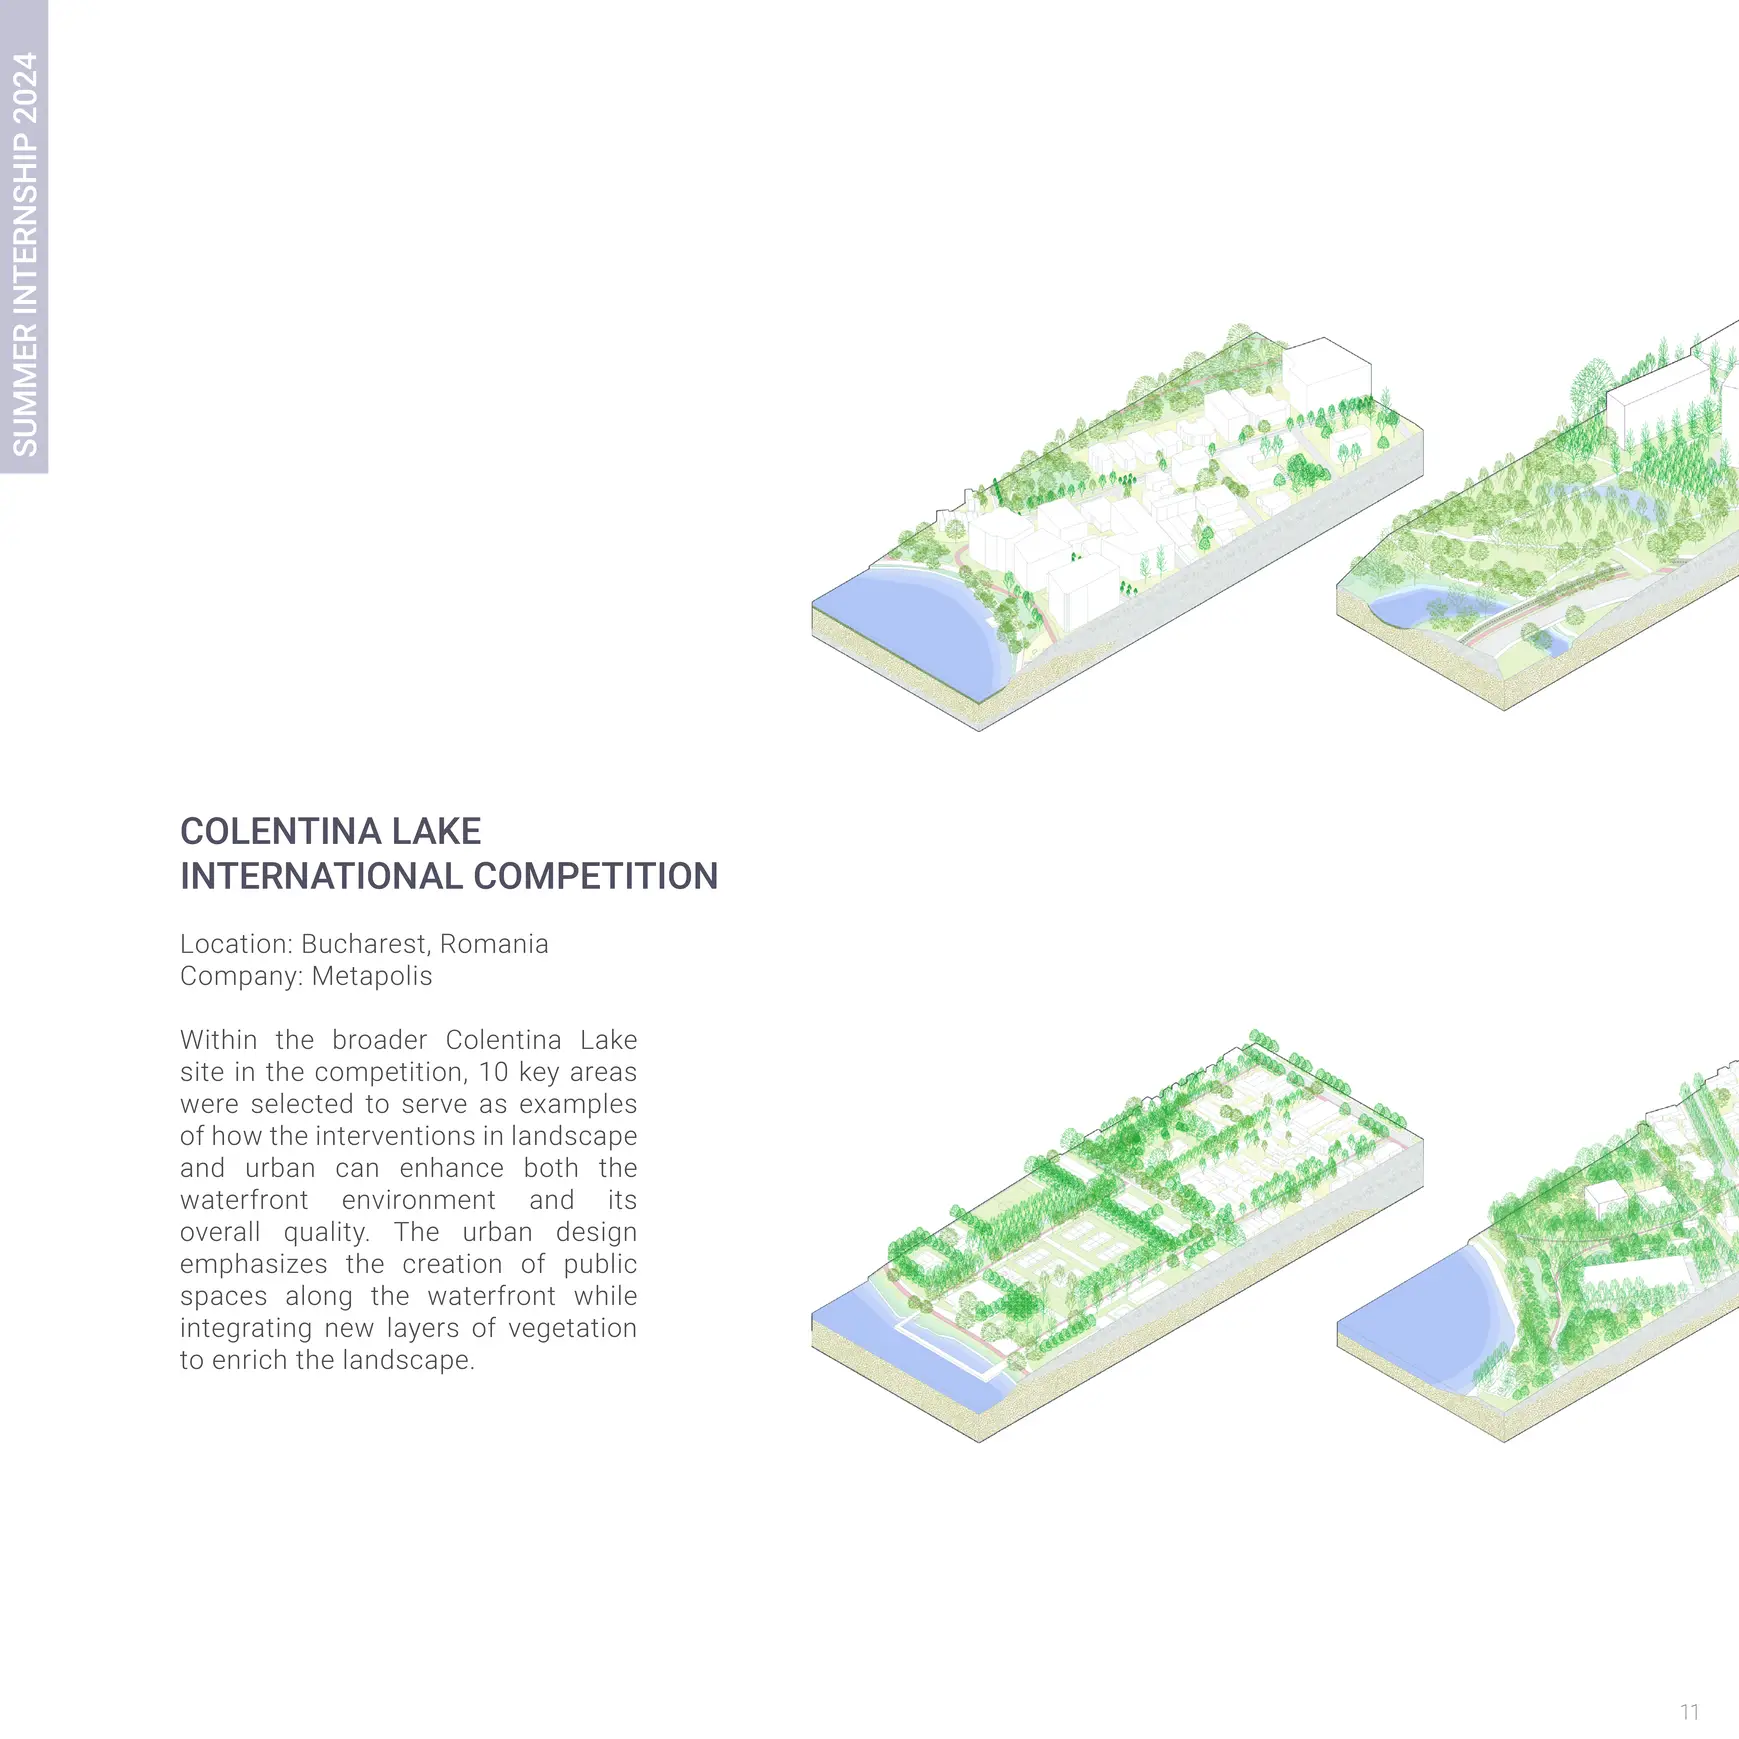 SUMMER INTERNSHIP 2024
COLENTINA LAKE
INTERNATIONAL COMPETITION
Location: Bucharest, Romania
Company: Metapolis
Within the broader Colentina Lake
site in the competition, 10 key areas
were selected to serve as examples
of how the interventions in landscape
and urban can enhance both the
waterfront environment and its
overall quality. The urban design
emphasizes the creation of public
spaces along the waterfront while
integrating new layers of vegetation
to enrich the landscape.
11